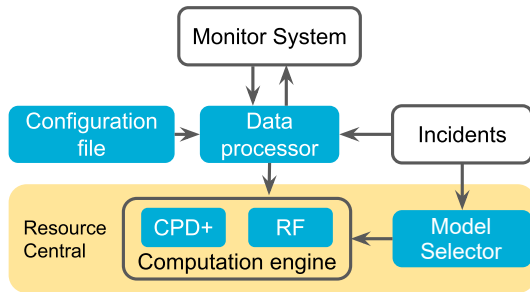 Monitor System
Configuration
file
Data
processor
Incidents
Resource
Central
CPD+
RF
Computation engine
Model
Selector